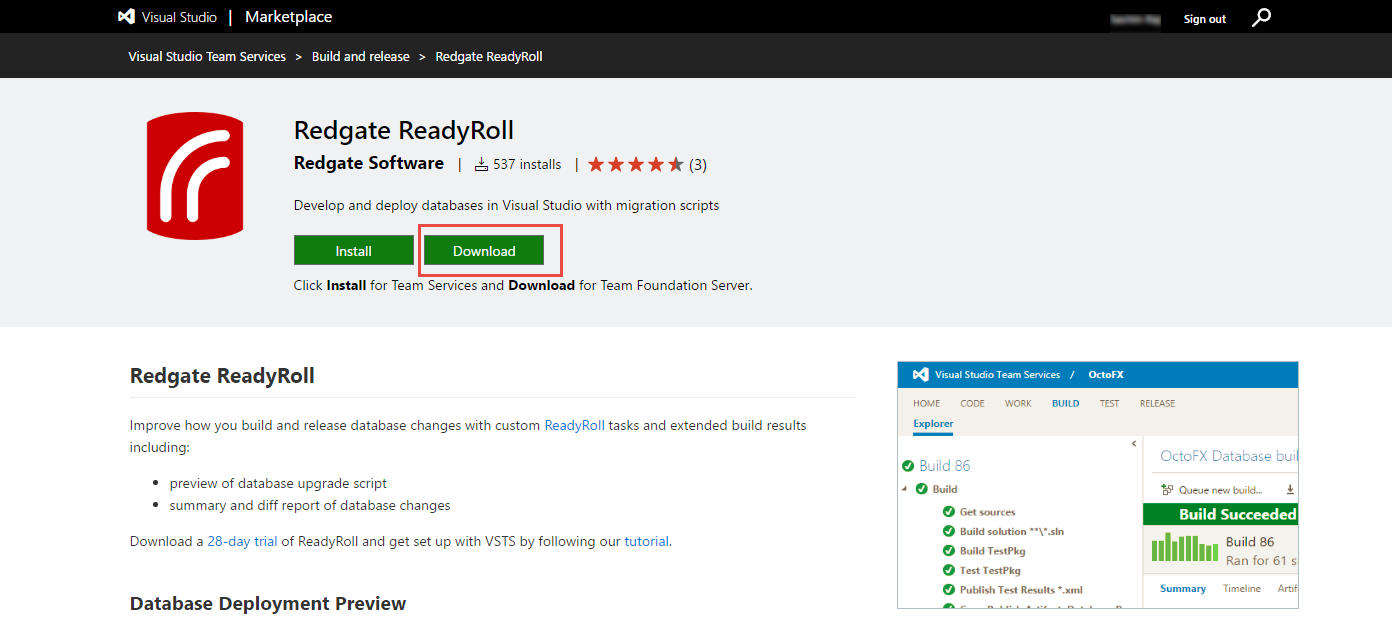 Visual Studio | Marketplace
Sign out
Visual Studio Team Services > Build and release > Redgate ReadyRoll
Redgate ReadyRoll
Redgate Software | 537 installs | (3)
Develop and deploy databases in Visual Studio with migration scripts
Install
Download
Click Install for Team Services and Download for Team Foundation Server.
Redgate ReadyRoll
Improve how you build and release database changes with custom ReadyRoll tasks and extended build results
including:
• preview of database upgrade script
• summary and diff report of database changes
Download a 28-day trial of ReadyRoll and get set up with VSTS by following our tutorial.
Database Deployment Preview
Visual Studio Team Services / OctoFX
HOME CODE WORK BUILD TEST RELEASE
Explorer
Build 86
Build
Get sources
Build solution **\*.sln
Build TestPkg
Test TestPkg
Publish Test Results *.xml
OctoFX Database buil
Queue new build...
Build Succeeded
Build 86
Ran for 61 s
Summary Timeline Artif